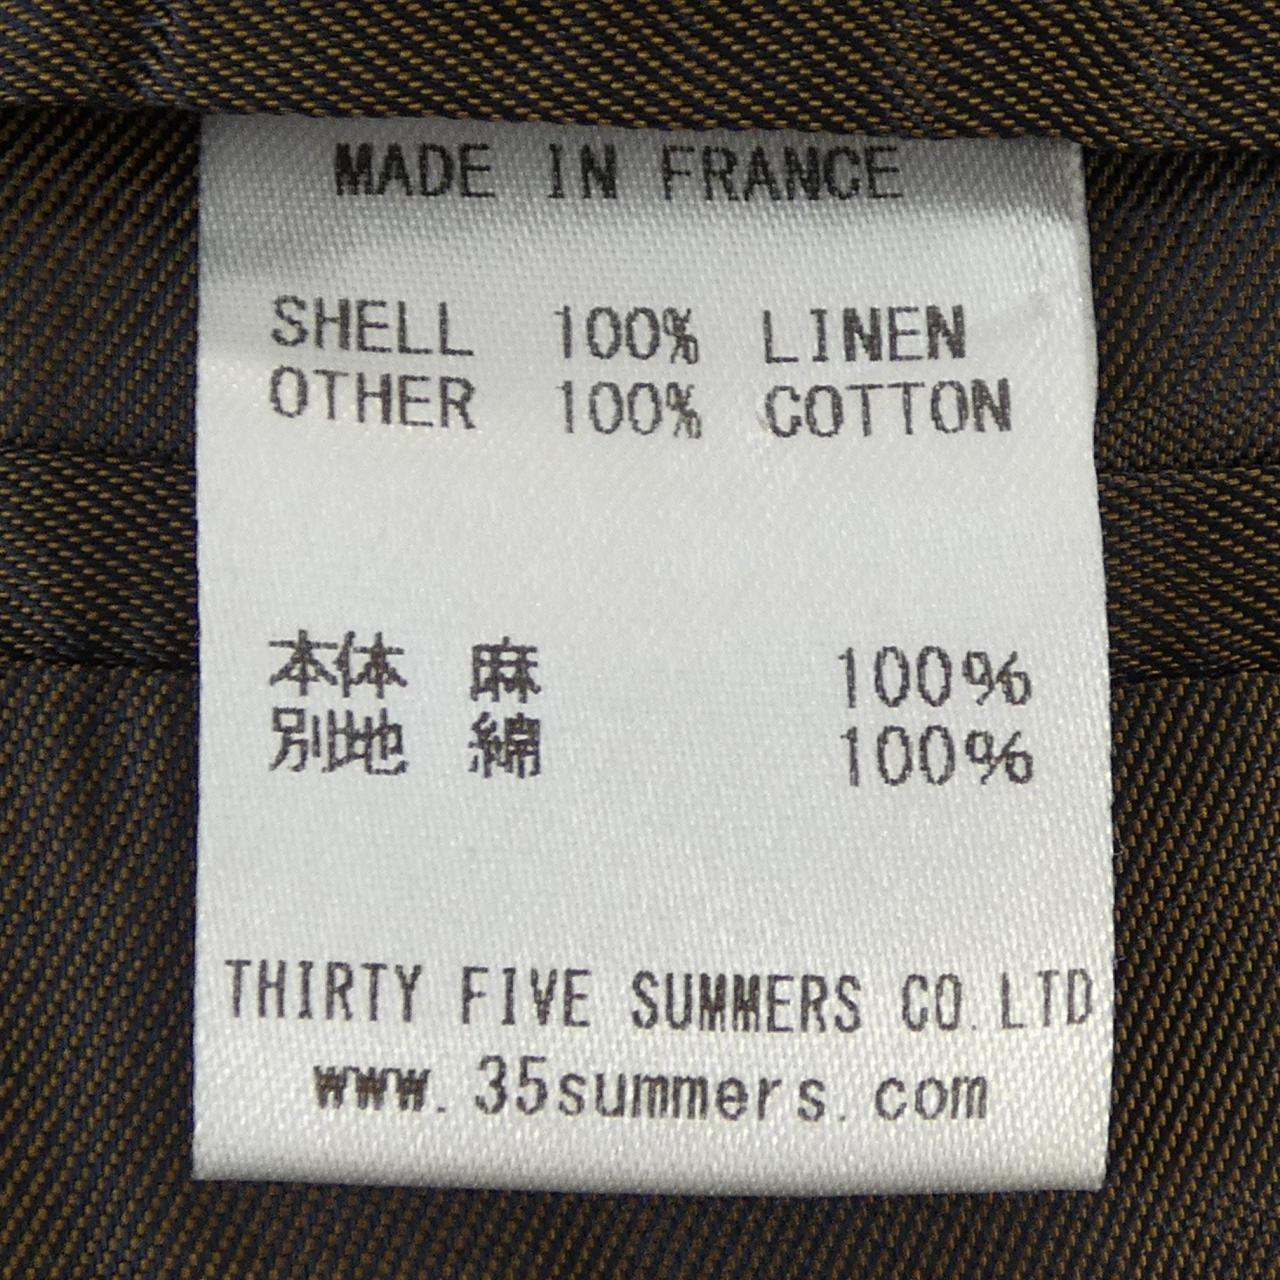 MADE IN FRANCE
SHELL 100% LINEN
OTHER 100% COTTON
本体 麻 100%
別地 綿 100%
THIRTY FIVE SUMMERS CO.LTD
www.35summers.com